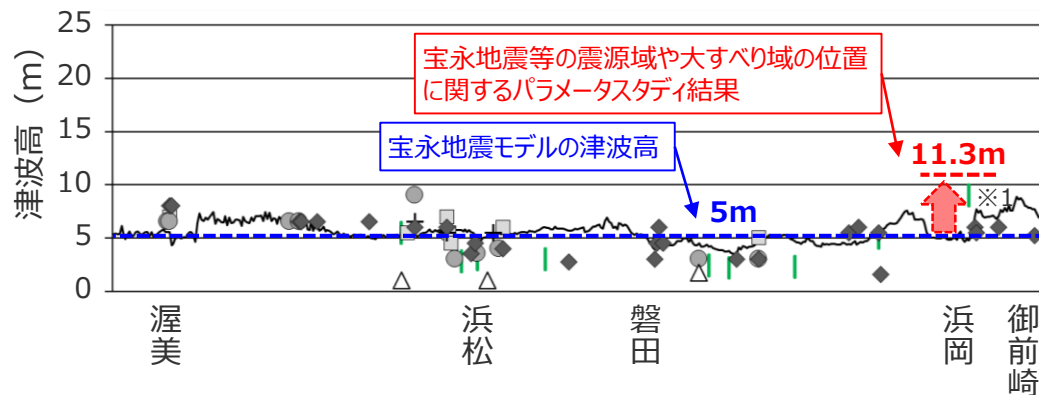 津波高（m）
25
20
15
10
5
0
宝永地震等の震源域や大すべり域の位置
に関するパラメータスタディ結果
宝永地震モデルの津波高
11.3m
5m
※1
渥美
浜松
磐田
浜岡
御前崎